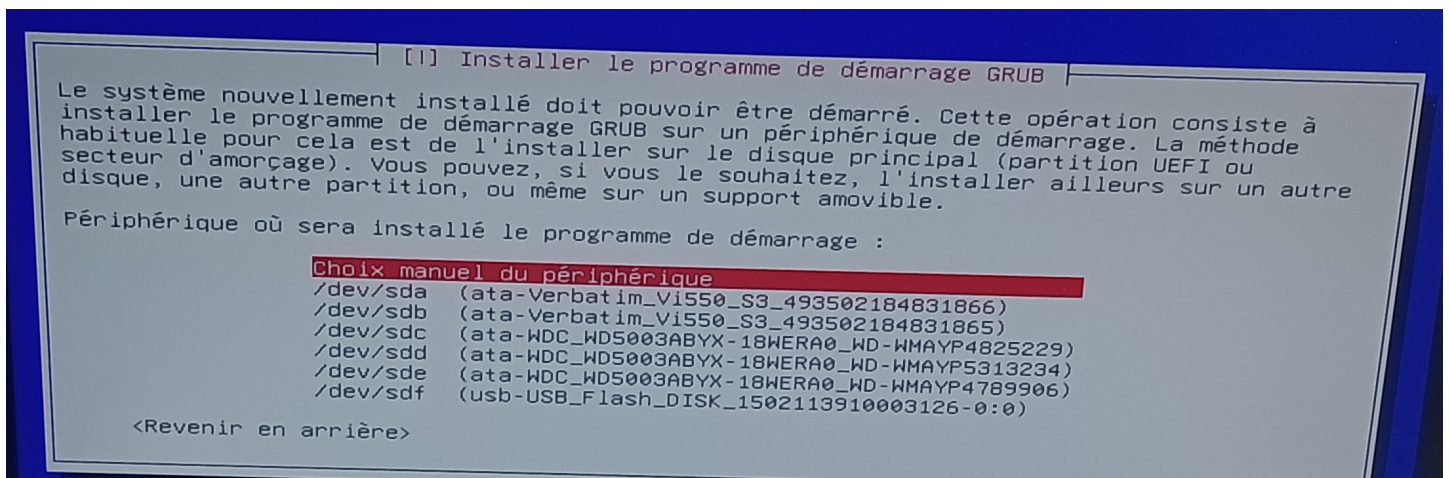 [!] Installer le programme de démarrage GRUB
Le système nouvellement installé doit pouvoir être démarré. Cette opération consiste à
installer le programme de démarrage GRUB sur un périphérique de démarrage. La méthode
habituelle pour cela est de l'installer sur le disque principal (partition UEFI ou
secteur d'amorçage). Vous pouvez, si vous le souhaitez, l'installer ailleurs sur un autre
disque, une autre partition, ou même sur un support amovible.
Périphérique où sera installé le programme de démarrage :
Choix manuel du périphérique
/dev/sda (ata-Verbatim_Vi550_S3_493502184831866)
/dev/sdb (ata-Verbatim_Vi550_S3_493502184831865)
/dev/sdc (ata-WDC_WD5003ABYX-18WERA0_WD-WMAYP4825229)
/dev/sdd (ata-WDC_WD5003ABYX-18WERA0_WD-WMAYP5313234)
/dev/sde (ata-WDC_WD5003ABYX-18WERA0_WD-WMAYP4789906)
/dev/sdf (usb-USB_Flash_DISK_1502113910003126-0:0)
<Revenir en arrière>